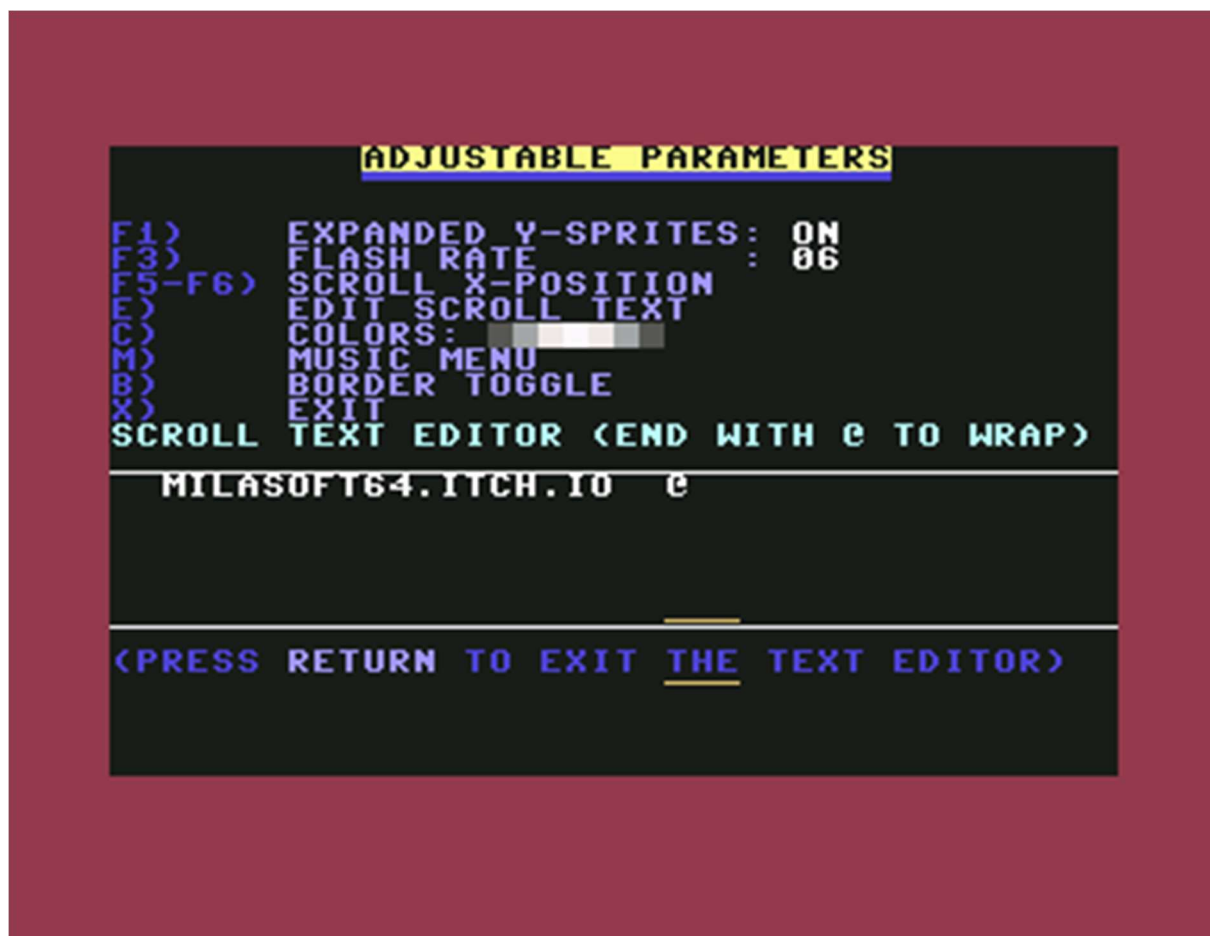 ADJUSTABLE PARAMETERS
F1) EXPANDED Y-SPRITES: ON
F3) FLASH RATE : 06
F5-F6) SCROLL X-POSITION
E) EDIT SCROLL TEXT
C) COLORS:
M) MUSIC MENU
B) BORDER TOGGLE
X) EXIT
SCROLL TEXT EDITOR (END WITH @ TO WRAP)
MILASOFT64.ITCH.IO @
(PRESS RETURN TO EXIT THE TEXT EDITOR)